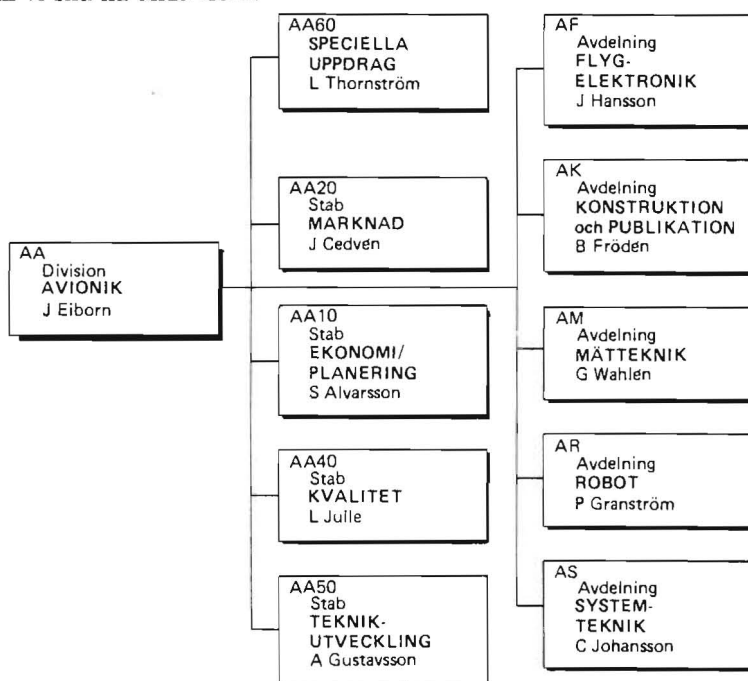 AA
Division
AVIONIK
J Eiborn
AA60
SPECIELLA
UPPDRAG
L Thornström
AA20
Stab
MARKNAD
J Cedvén
AA10
Stab
EKONOMI/
PLANERING
S Alvarsson
AA40
Stab
KVALITET
L Julle
AA50
Stab
TEKNIK-
UTVECKLING
A Gustavsson
AF
Avdelning
FLYG-
ELEKTRONIK
J Hansson
AK
Avdelning
KONSTRUKTION
och PUBLIKATION
B Frödén
AM
Avdelning
MÄTTEKNIK
G Wahlén
AR
Avdelning
ROBOT
P Granström
AS
Avdelning
SYSTEM-
TEKNIK
C Johansson